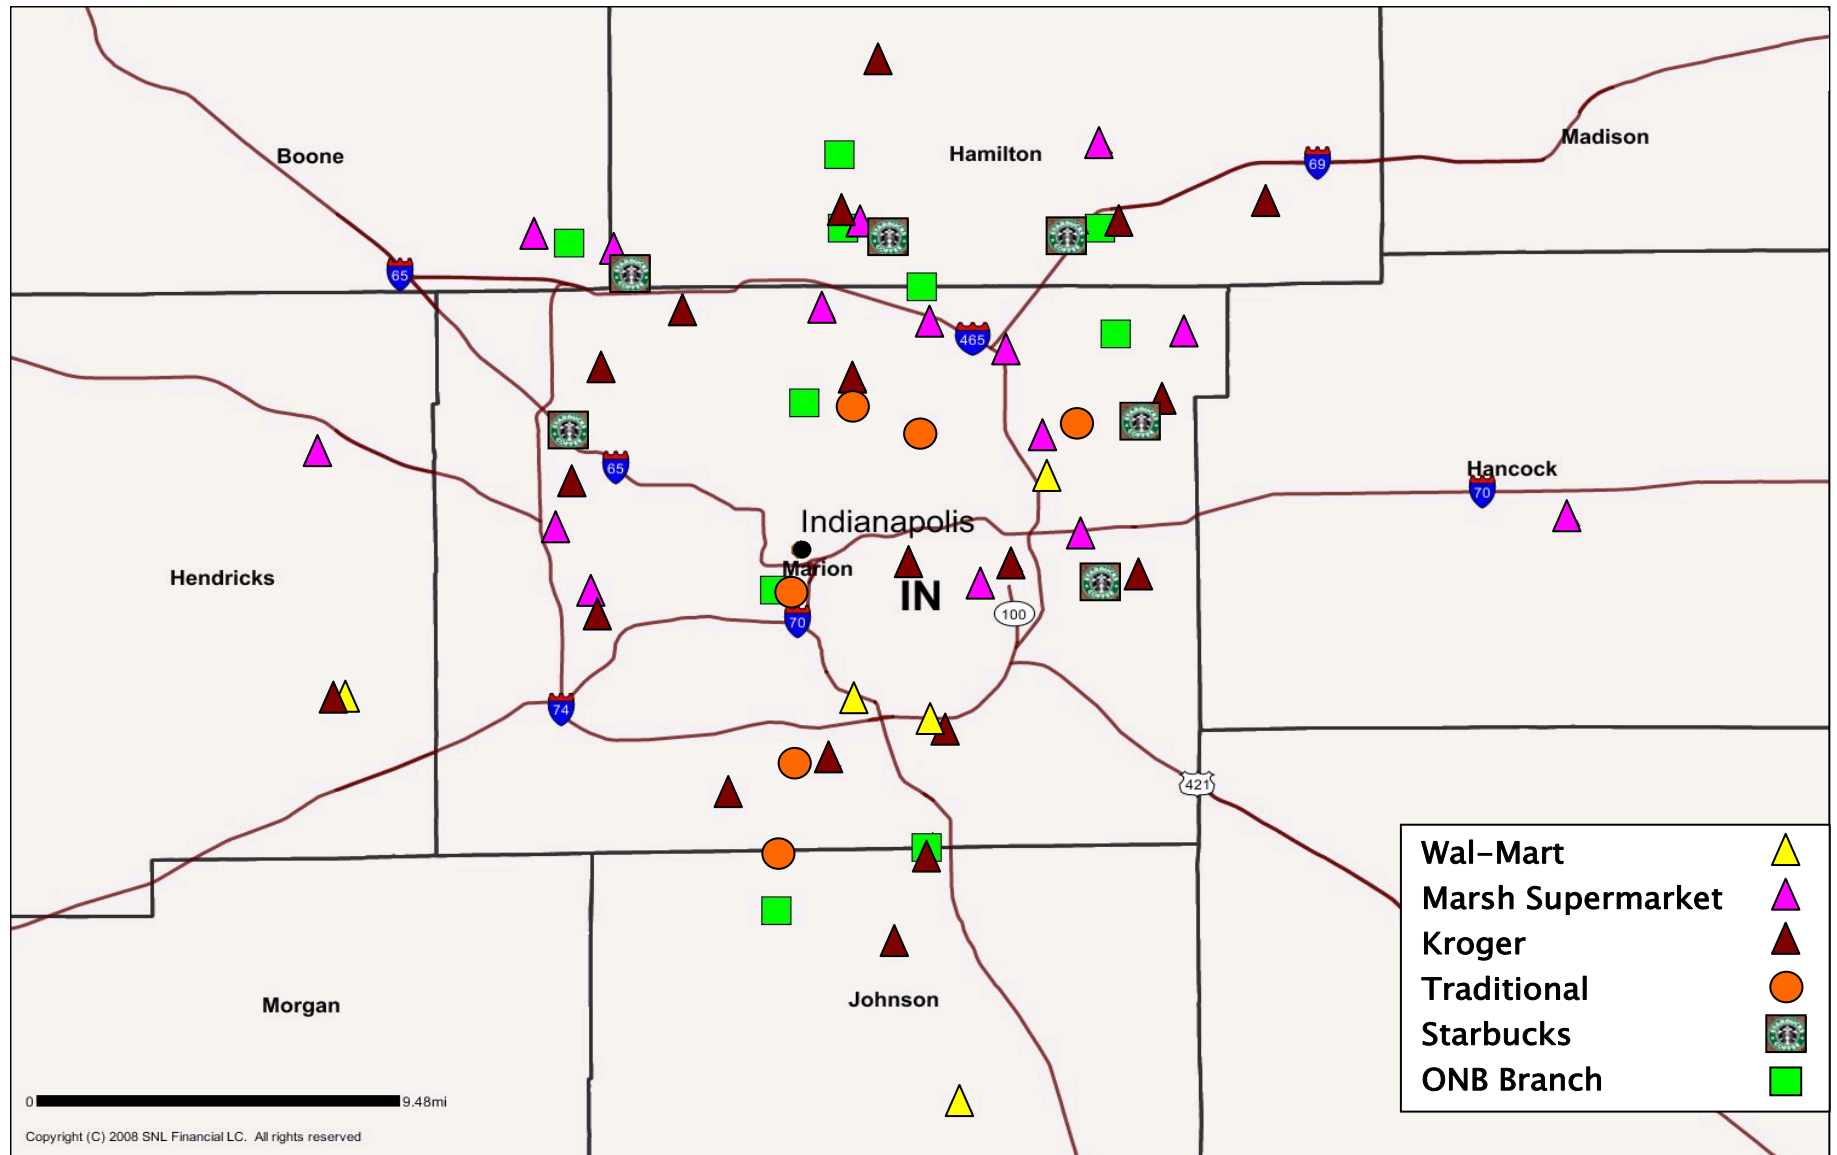 Boone
Hamilton
Madison
69
65
465
65
Hancock
70
Indianapolis
Marion
Hendricks
IN
100
70
74
421
Wal-Mart
Marsh Supermarket
Kroger
Traditional
Starbucks
ONB Branch
Morgan
Johnson
0 9.48mi
Copyright (C) 2008 SNL Financial LC. All rights reserved